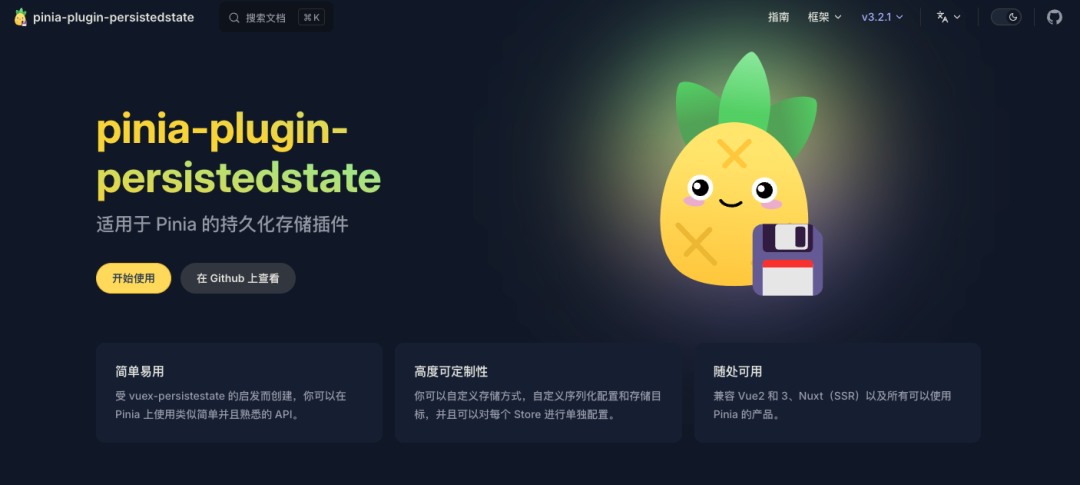 pinia-plugin-persistedstate
搜索文档
⌘ K
指南
框架
v3.2.1
pinia-plugin-
persistedstate
适用于 Pinia 的持久化存储插件
开始使用
在 Github 上查看
简单易用
受 vuex-persistestate 的启发而创建，你可以在
Pinia 上使用类似简单并且熟悉的 API。
高度可定制性
你可以自定义存储方式，自定义序列化配置和存储目
标，并且可以对每个 Store 进行单独配置。
随处可用
兼容 Vue2 和 3、Nuxt（SSR）以及所有可以使用
Pinia 的产品。